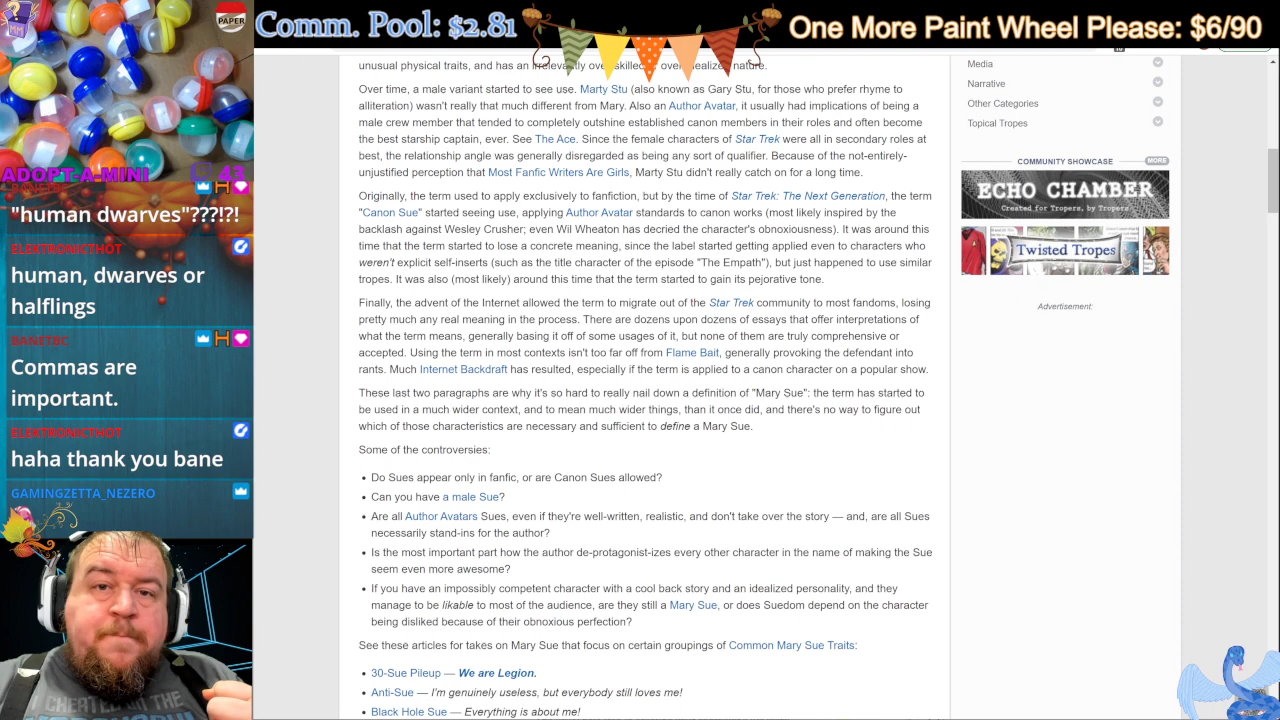 PAPER
Comm. Pool: $2.81
One More Paint Wheel Please: $6/90
ADOPT-A-MINI 43
"human dwarves"???!?!
ELEKTRONICTHOT
human, dwarves or
halflings
BANETBC
Commas are
important.
ELEKTRONICTHOT
haha thank you bane
GAMINGZETTA_NEZERO
unusual physical traits, and has an irrelevantly over-skilled or over-idealized nature.
Over time, a male variant started to see use. Marty Stu (also known as Gary Stu, for those who prefer rhyme to
alliteration) wasn't really that much different from Mary. Also an Author Avatar, it usually had implications of being a
male crew member that tended to completely outshine established canon members in their roles and often become
the best starship captain, ever. See The Ace. Since the female characters of Star Trek were all in secondary roles at
best, the relationship angle was generally disregarded as being any sort of qualifier. Because of the not-entirely-
unjustified perception that Most Fanfic Writers Are Girls, Marty Stu didn't really catch on for a long time.
Originally, the term used to apply exclusively to fanfiction, but by the time of Star Trek: The Next Generation, the term
"Canon Sue" started seeing use, applying Author Avatar standards to canon works (most likely inspired by the
backlash against Wesley Crusher; even Wil Wheaton has decried the character's obnoxiousness). It was around this
time that the term started to lose concrete meaning, since the label started getting applied even to characters who
weren't explicit self-inserts (such as the title character of the episode "The Empath"), but just happened to use similar
tropes. It was also (most likely) around this time that the term started to gain its pejorative tone.
Finally, the advent of the Internet allowed the term to migrate out of the Star Trek community to most fandoms, losing
pretty much any real meaning in the process. There are dozens upon dozens of essays that offer interpretations of
what the term means, generally basing it off of some usages of it, but none of them are truly comprehensive or
accepted. Using the term in most contexts isn't too far off from Flame Bait, generally provoking the defendant into
rants. Much Internet Backdraft has resulted, especially if the term is applied to a canon character on a popular show.
These last two paragraphs are why it's so hard to really nail down a definition of "Mary Sue": the term has started to
be used in a much wider context, and to mean much wider things, than it once did, and there's no way to figure out
which of those characteristics are necessary and sufficient to define a Mary Sue.
Some of the controversies:
• Do Sues appear only in fanfic, or are Canon Sues allowed?
• Can you have a male Sue?
• Are all Author Avatars Sues, even if they're well-written, realistic, and don't take over the story — and, are all Sues
necessarily stand-ins for the author?
• Is the most important part how the author de-protagonist-izes every other character in the name of making the Sue
seem even more awesome?
• If you have an impossibly competent character with a cool back story and an idealized personality, and they
manage to be likable to most of the audience, are they still a Mary Sue, or does Suedom depend on the character
being disliked because of their obnoxious perfection?
See these articles for takes on Mary Sue that focus on certain groupings of Common Mary Sue Traits:
• 30-Sue Pileup — We are Legion.
• Anti-Sue — I'm genuinely useless, but everybody still loves me!
• Black Hole Sue — Everything is about me!
Media
Narrative
Other Categories
Topical Tropes
COMMUNITY SHOWCASE MORE
ECHO CHAMBER
Created for Tropers, by Tropers
Twisted Tropes
Advertisement:
I CHEATED ON THE